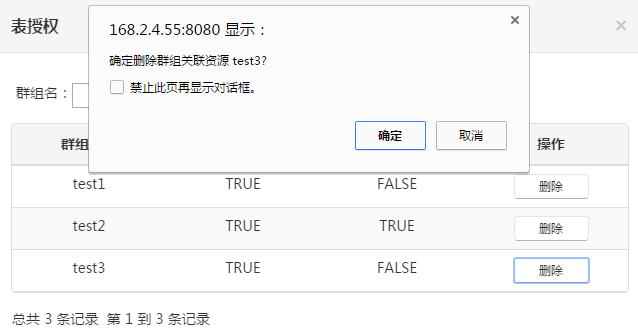 表授权
168.2.4.55:8080 显示：
确定删除群组关联资源 test3?
禁止此页再显示对话框。
确定 取消
群组名：
群组 操作
test1 TRUE FALSE 删除
test2 TRUE TRUE 删除
test3 TRUE FALSE 删除
总共 3 条记录 第 1 到 3 条记录